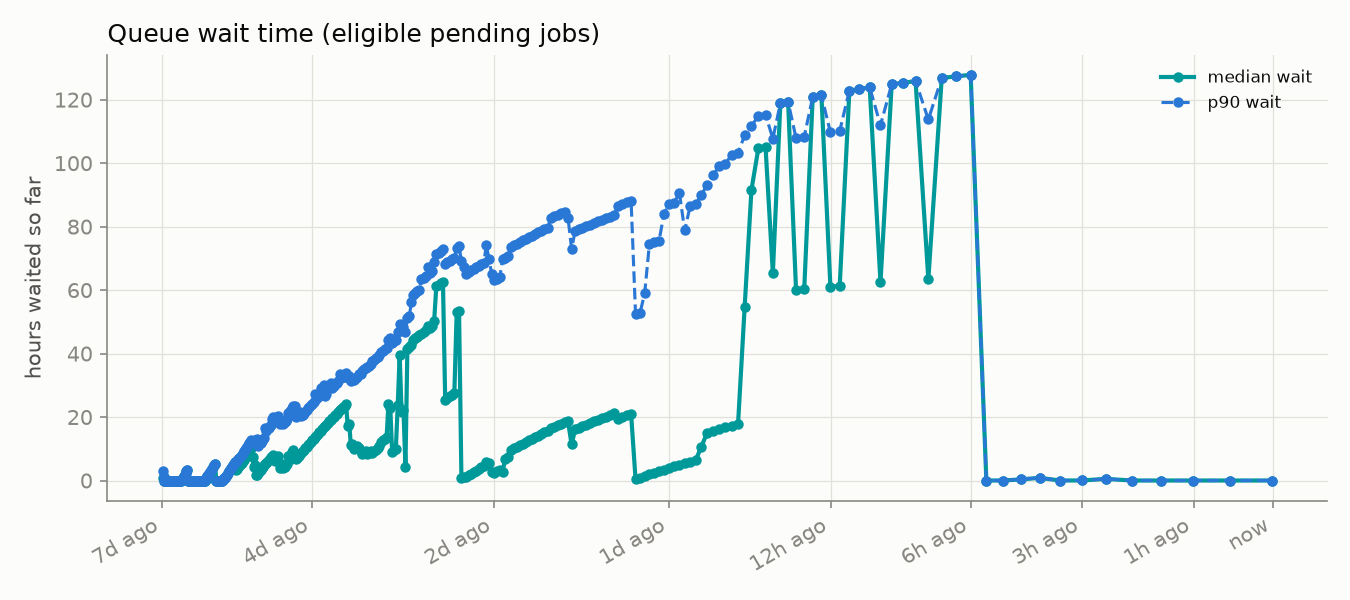 Queue wait time (eligible pending jobs)
median wait
p90 wait
hours waited so far
120
100
80
60
40
20
0
7d ago
4d ago
2d ago
1d ago
12h ago
6h ago
3h ago
1h ago
now